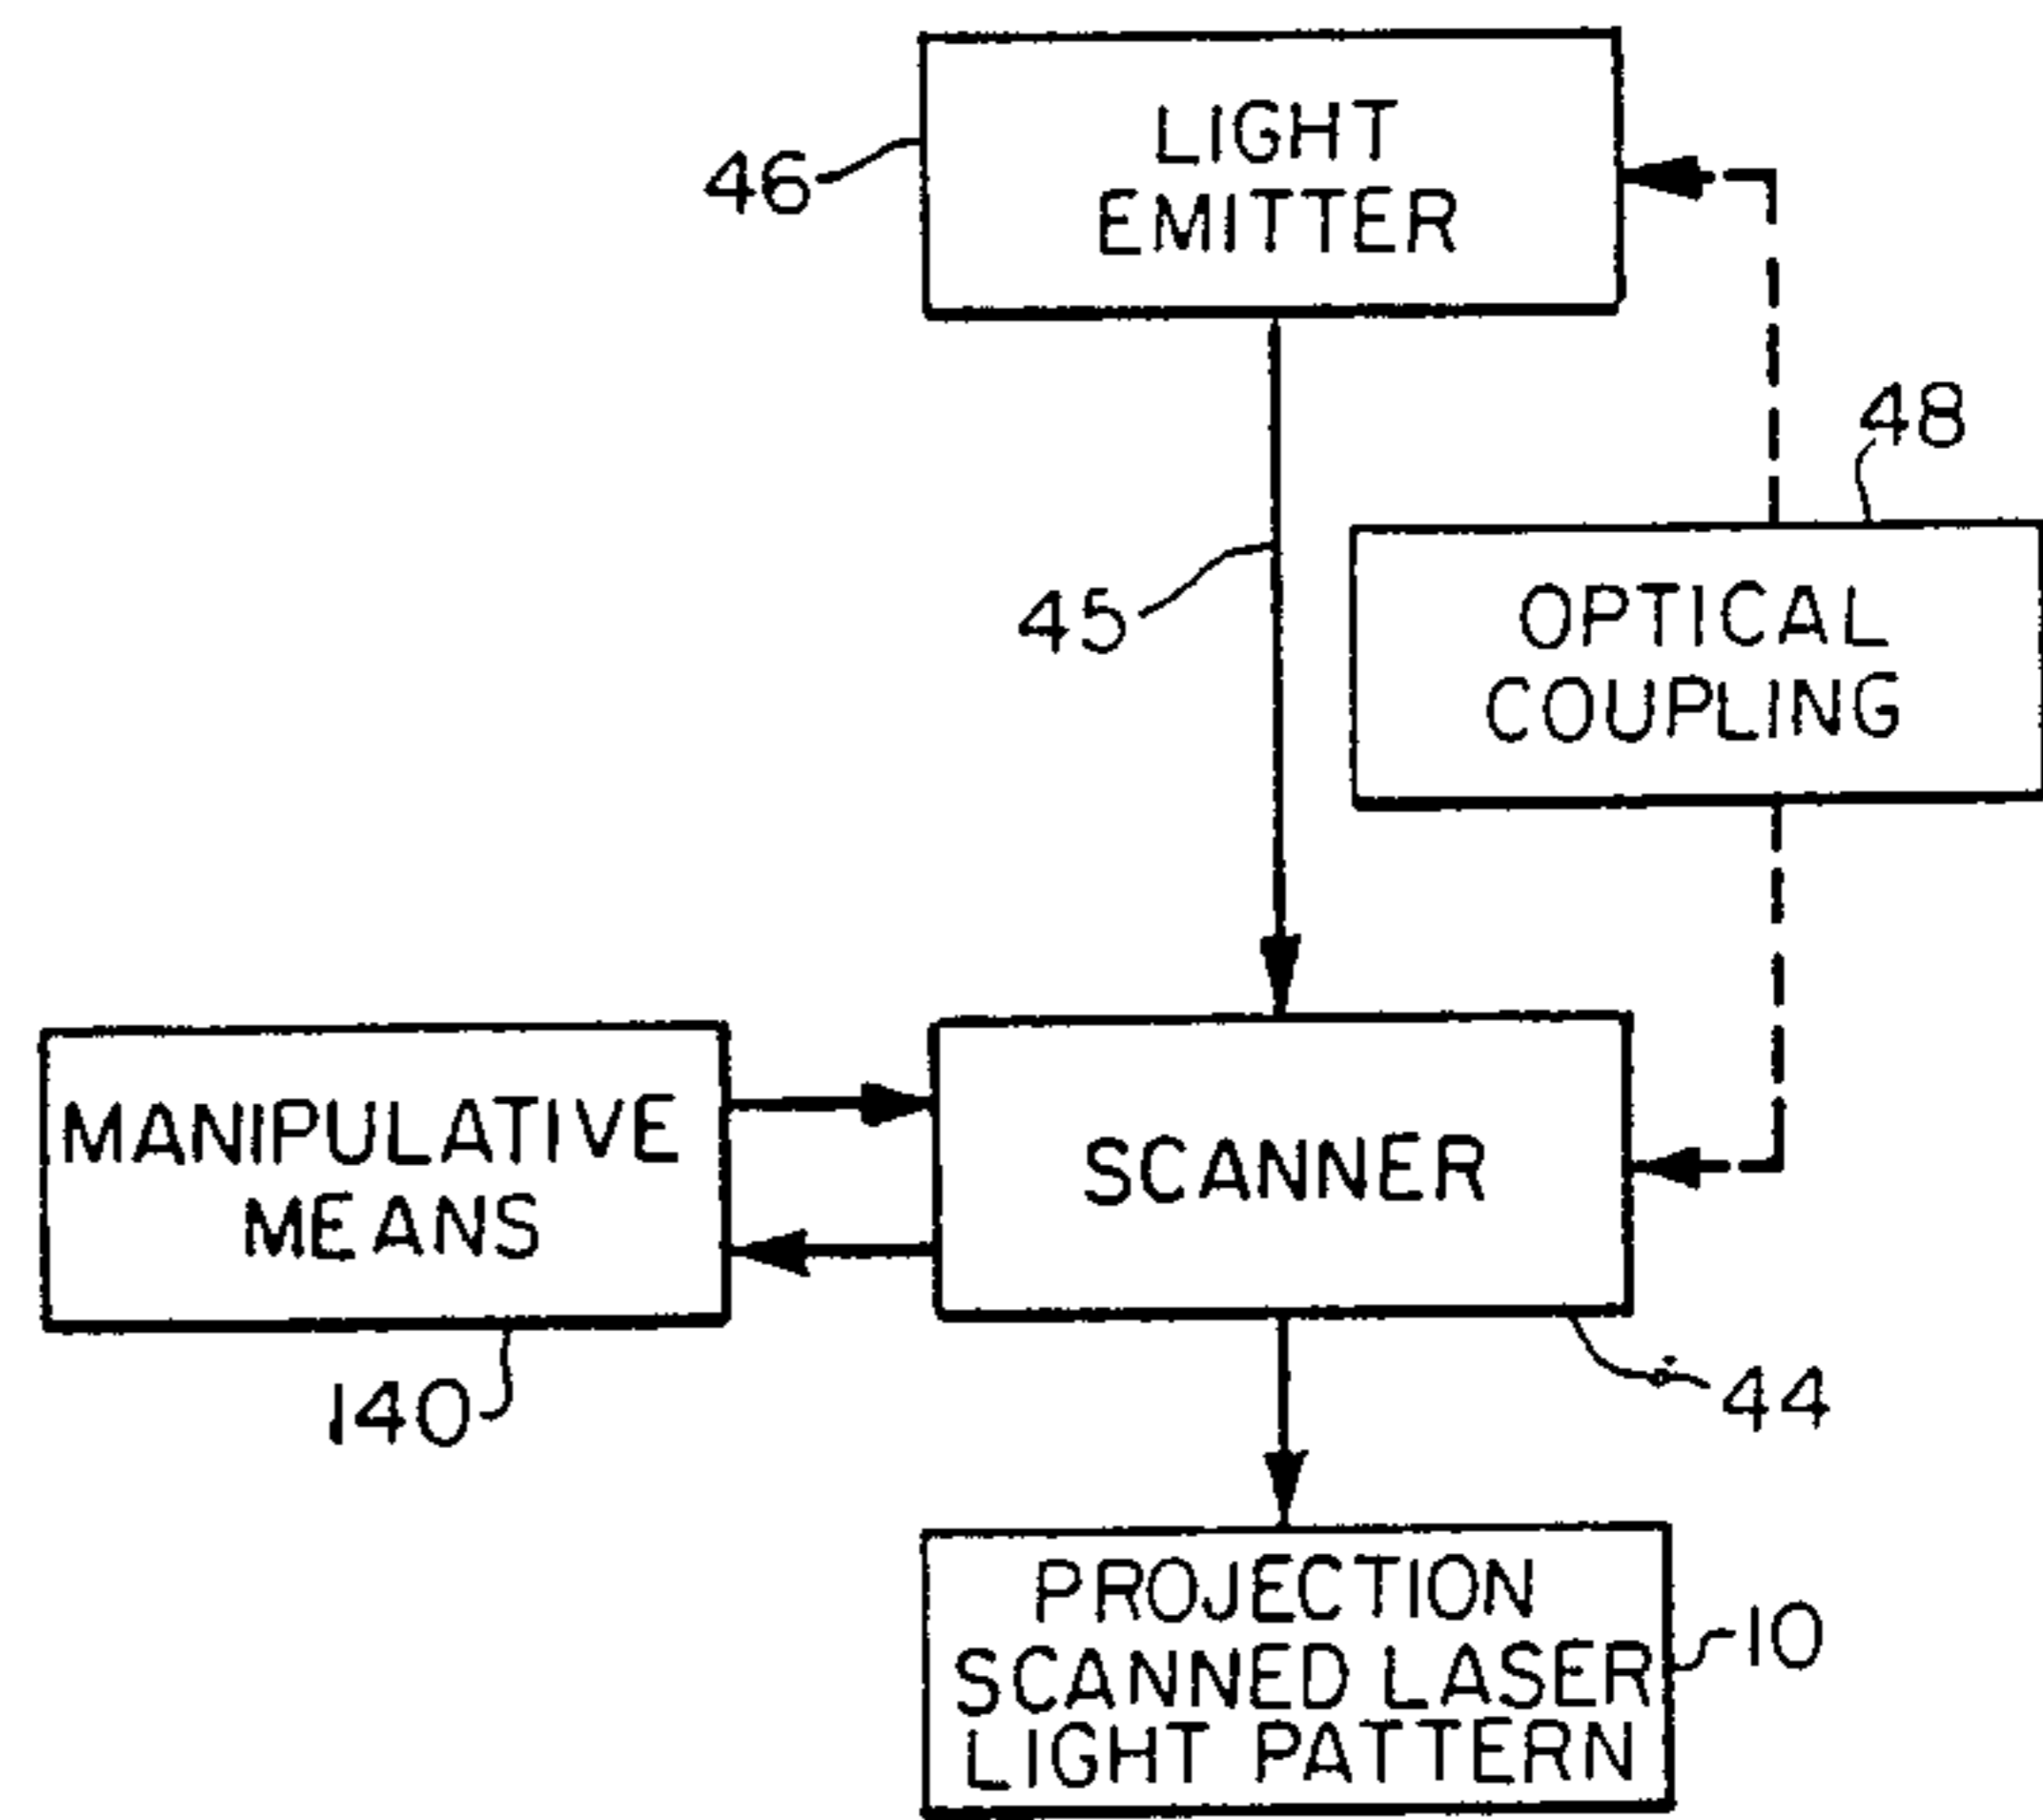 LIGHT
EMITTER
46
48
45
OPTICAL
COUPLING
MANIPULATIVE
MEANS
SCANNER
140
44
PROJECTION
SCANNED LASER
LIGHT PATTERN
10